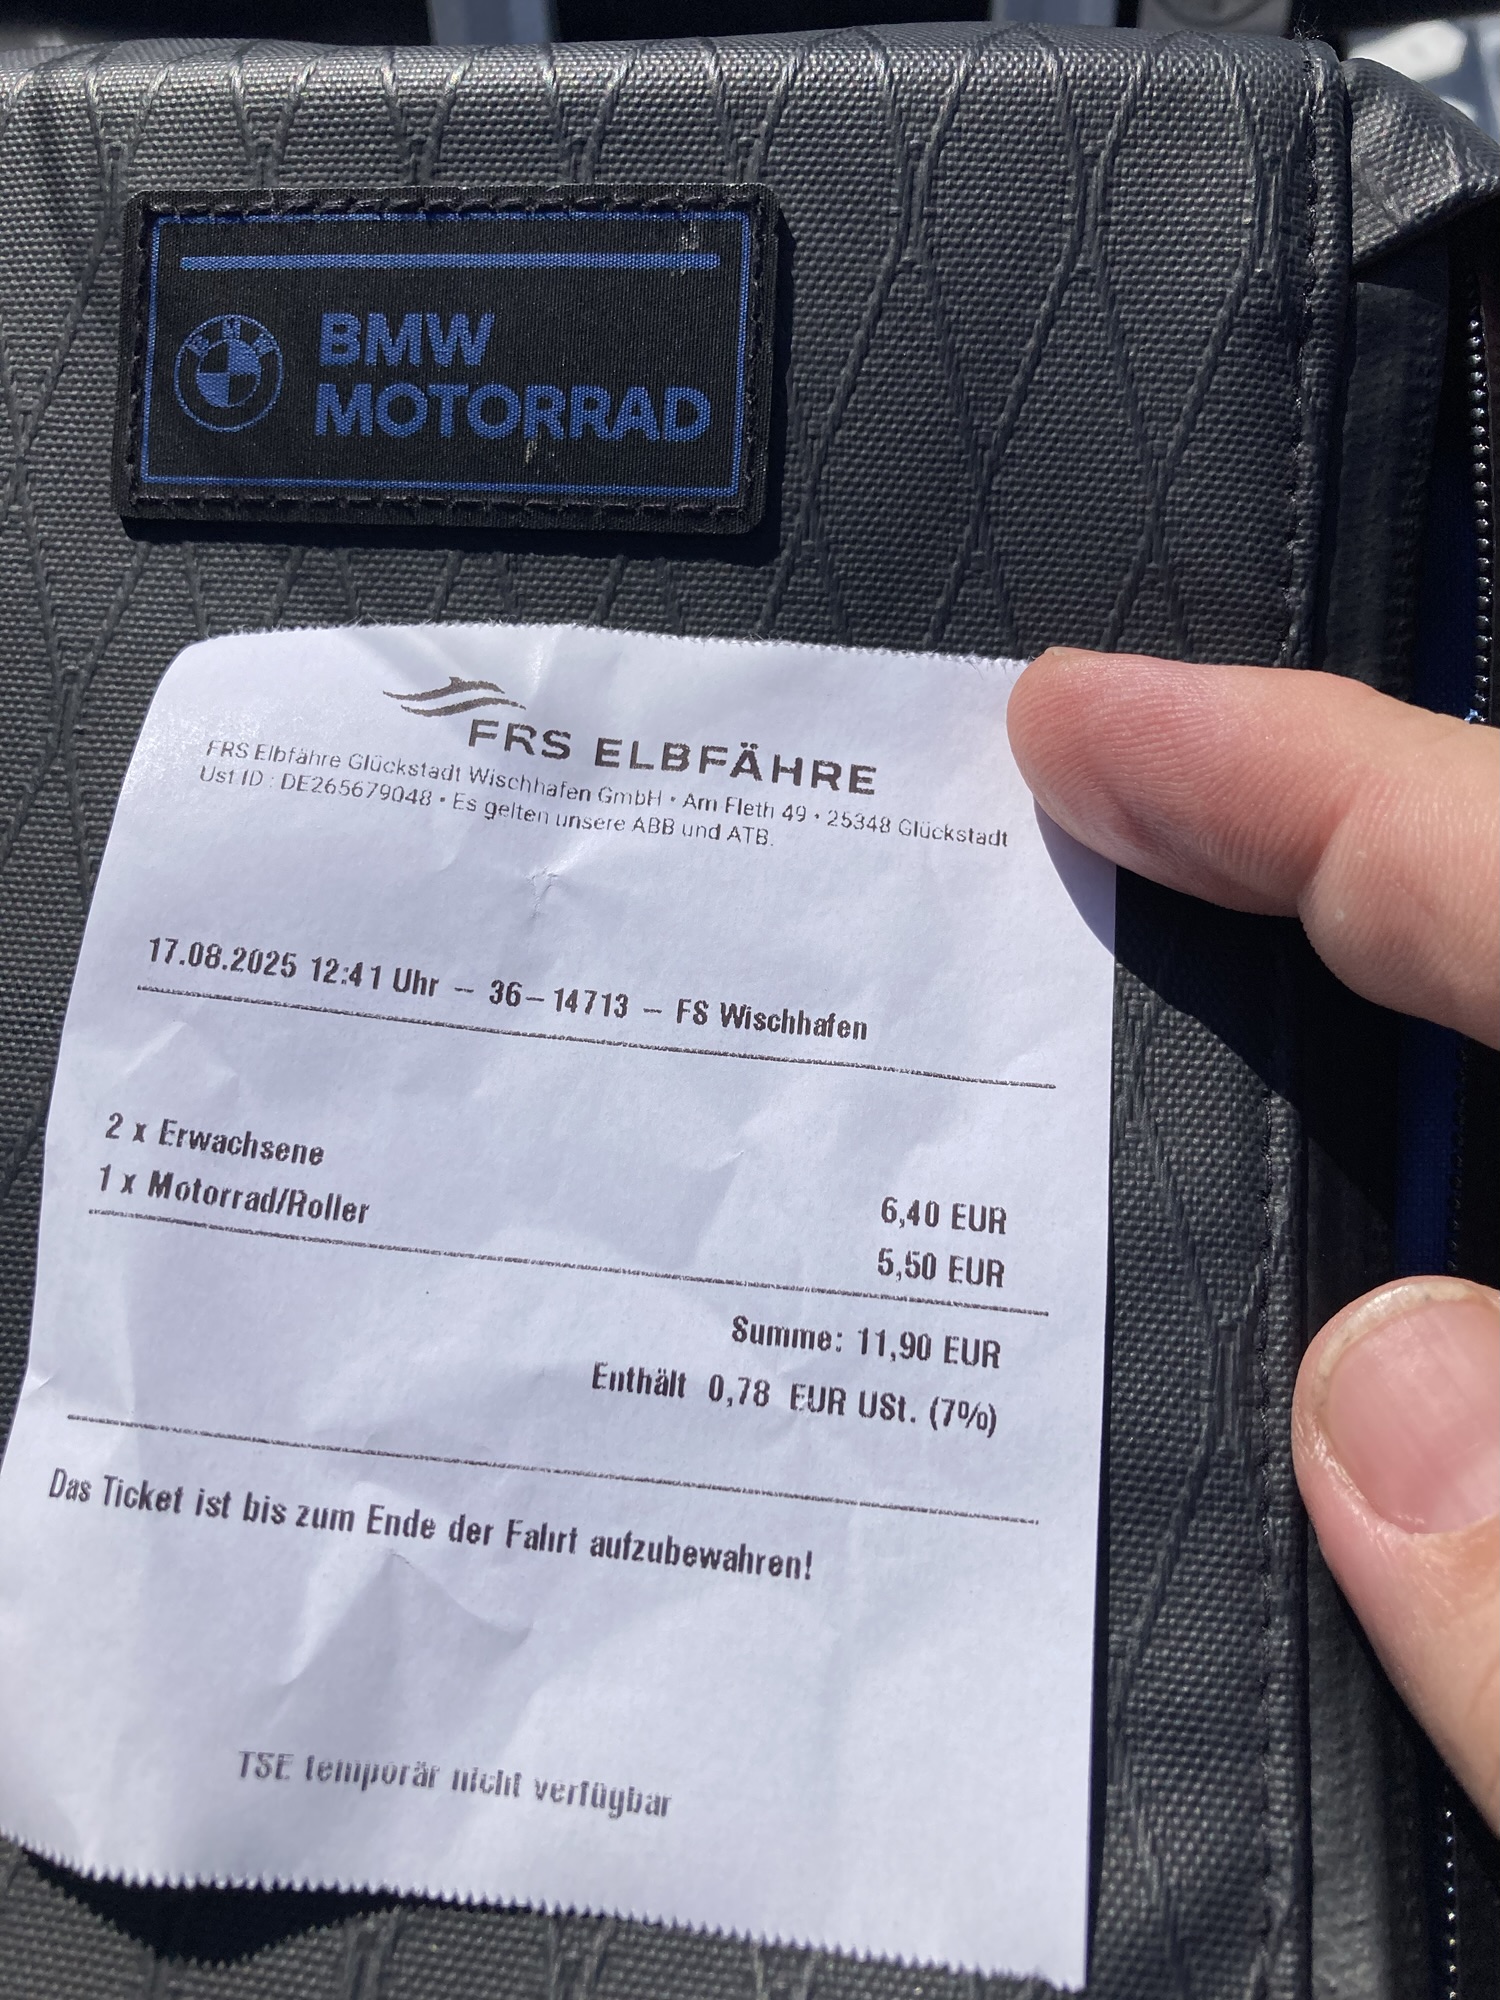 BMW
MOTORRAD
FRS ELBFÄHRE
FRS Elbfähre Glückstadt Wischhafen GmbH • Am Fleth 49 • 25348 Glückstadt
Ust ID : DE265679048 • Es gelten unsere ABB und ATB.
17.08.2025 12:41 Uhr – 36–14713 – FS Wischhafen
2 x Erwachsene 6,40 EUR
1 x Motorrad/Roller 5,50 EUR
Summe: 11,90 EUR
Enthält 0,78 EUR USt. (7%)
Das Ticket ist bis zum Ende der Fahrt aufzubewahren!
TSE temporär nicht verfügbar